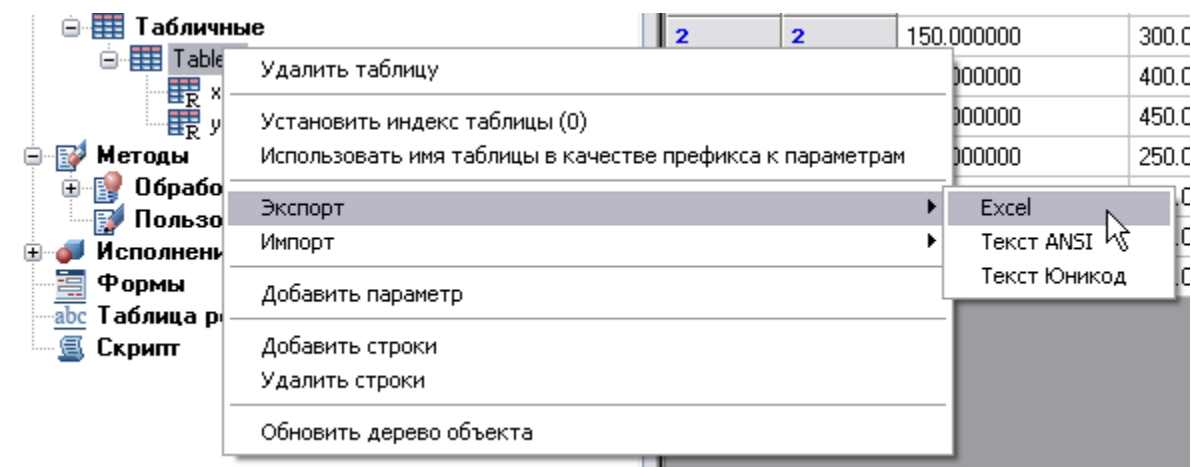 Табличные
2 2 150.000000 300.0
Table
Удалить таблицу
000000 400.0
x
y
Установить индекс таблицы (0)
000000 450.0
Методы
Использовать имя таблицы в качестве префикса к параметрам
000000 250.0
Обрабо
Пользо
Экспорт
Excel
Исполнени
Импорт
Текст ANSI
Формы
Добавить параметр
Текст Юникод
abc Таблица р
Скрипт
Добавить строки
Удалить строки
Обновить дерево объекта